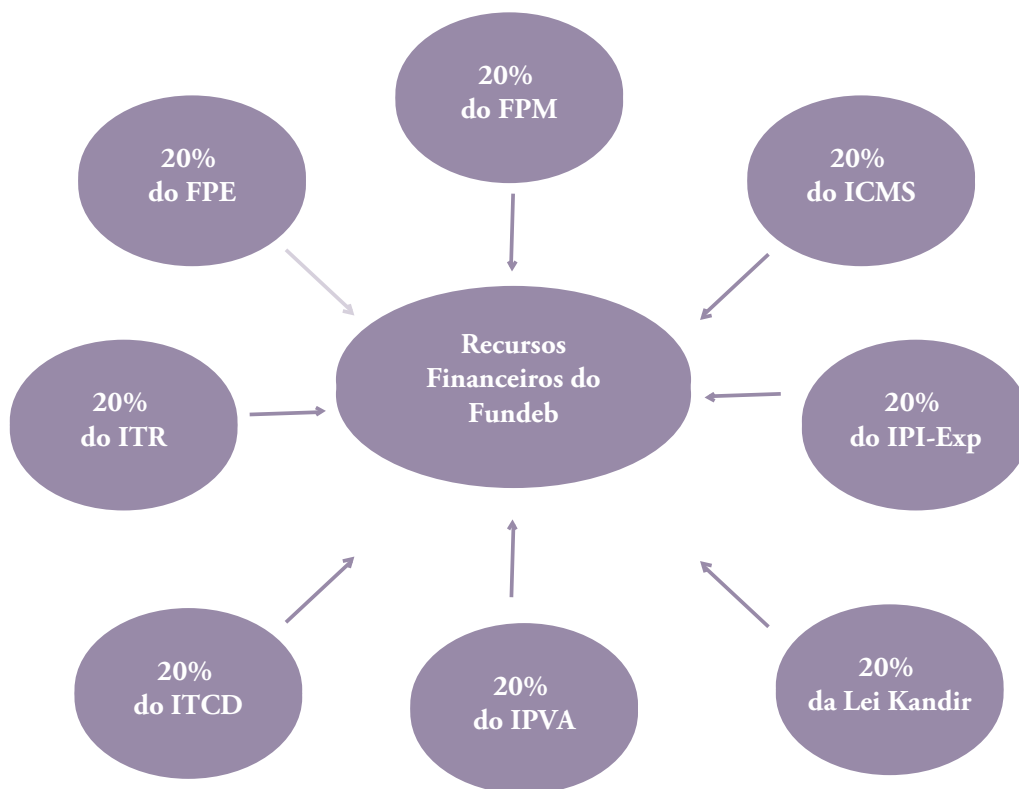 20%
do FPM
20%
do FPE
20%
do ICMS
Recursos
Financeiros do
Fundeb
20%
do ITR
20%
do IPI-Exp
20%
do ITCD
20%
do IPVA
20%
da Lei Kandir